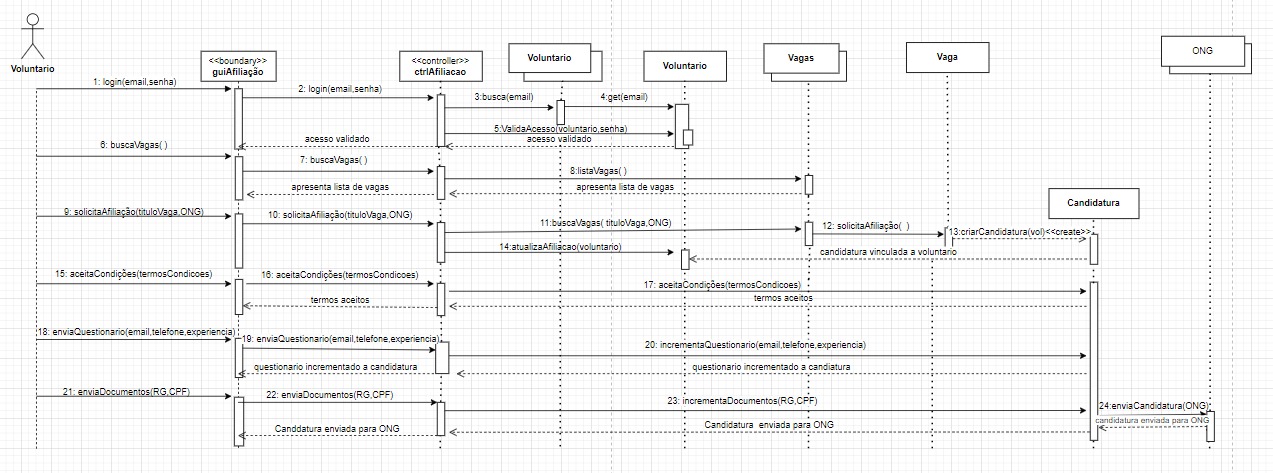 Voluntario
<<boundary>>
guiAfiliação
<<controller>>
ctrlAfiliacao
Voluntario
Voluntario
Vagas
Vaga
ONG
1: login(email,senha)
2: login(email,senha)
3:busca(email)
4:get(email)
5:ValidaAcesso(voluntario,senha)
acesso validado
acesso validado
6: buscaVagas( )
7: buscaVagas( )
8:listaVagas( )
apresenta lista de vagas
apresenta lista de vagas
Candidatura
9: solicitaAfiliação(tituloVaga,ONG)
10: solicitaAfiliação(tituloVaga,ONG)
11:buscaVagas( tituloVaga,ONG)
12: solicitaAfiliação( )
13:criarCandidatura(vol)<<create>>
14:atualizaAfiliacao(voluntario)
candidatura vinculada a voluntario
15: aceitaCondições(termosCondicoes)
16: aceitaCondições(termosCondicoes)
17: aceitaCondições(termosCondicoes)
termos aceitos
termos aceitos
18: enviaQuestionario(email,telefone,experiencia)
19: enviaQuestionario(email,telefone,experiencia)
20: incrementaQuestionario(email,telefone,experiencia)
questionario incrementado a candidatura
questionario incrementado a candiatura
21: enviaDocumentos(RG,CPF)
22: enviaDocumentos(RG,CPF)
23: incrementaDocumentos(RG,CPF)
24:enviaCandidatura(ONG)
candidatura enviada para ONG
Canddatura enviada para ONG
Candidatura enviada para ONG